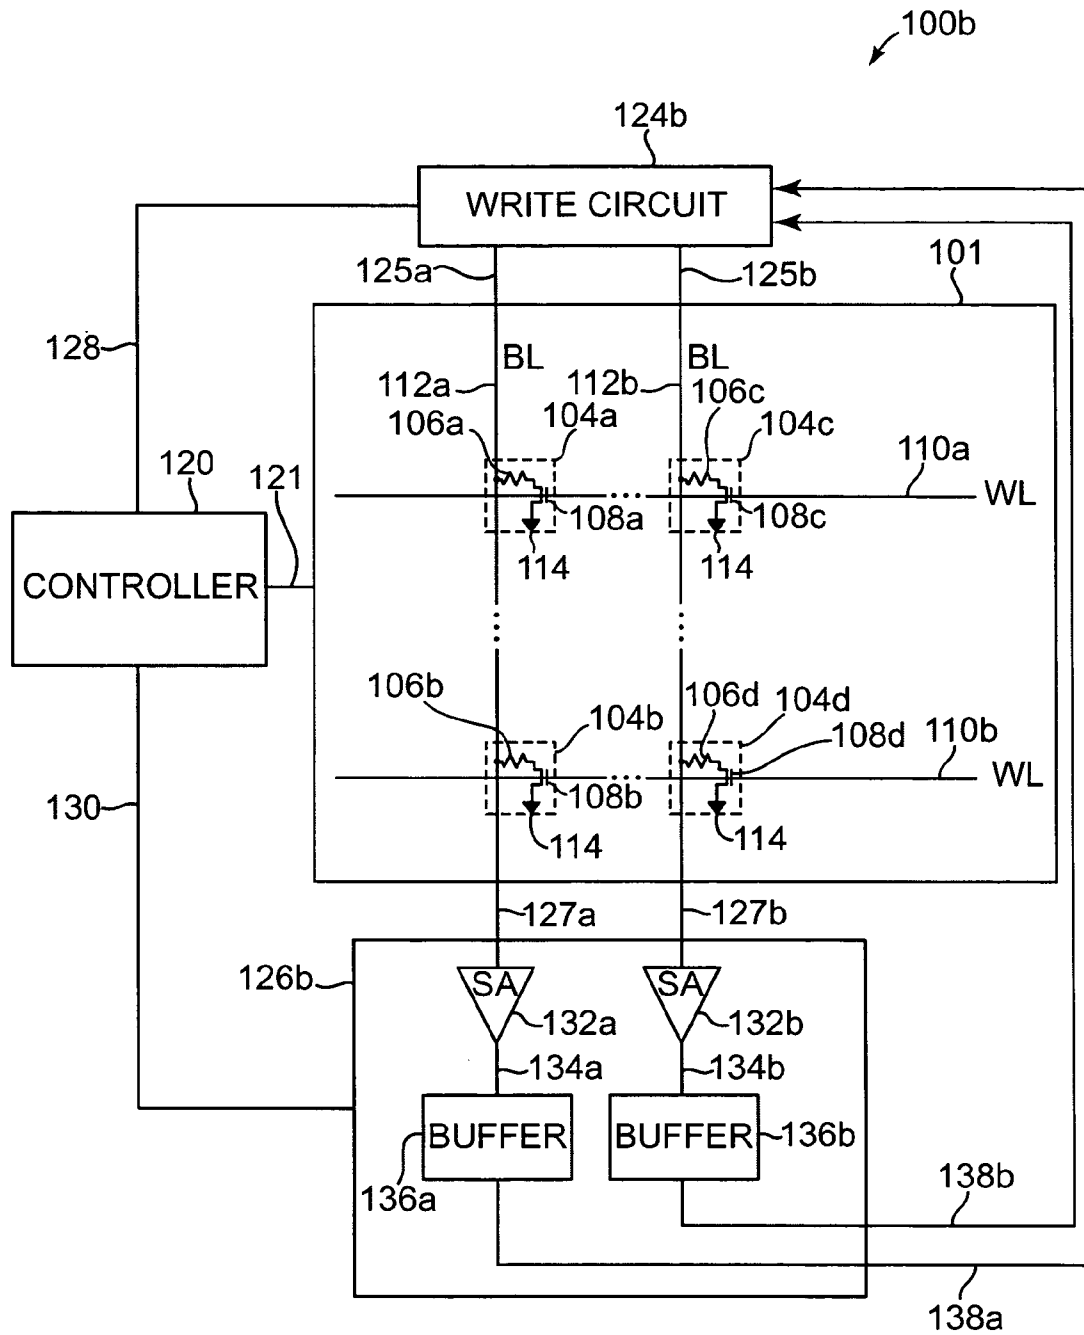 100b
124b
WRITE CIRCUIT
125a
125b
101
128
BL
BL
112a
112b
106c
106a
104a
104c
120
121
110a
WL
108a
108c
114
114
CONTROLLER
106b
104b
106d
104d
108d
110b
WL
108b
130
114
114
127a
127b
126b
SA
SA
132a
132b
134a
134b
BUFFER
BUFFER
136b
136a
138b
138a